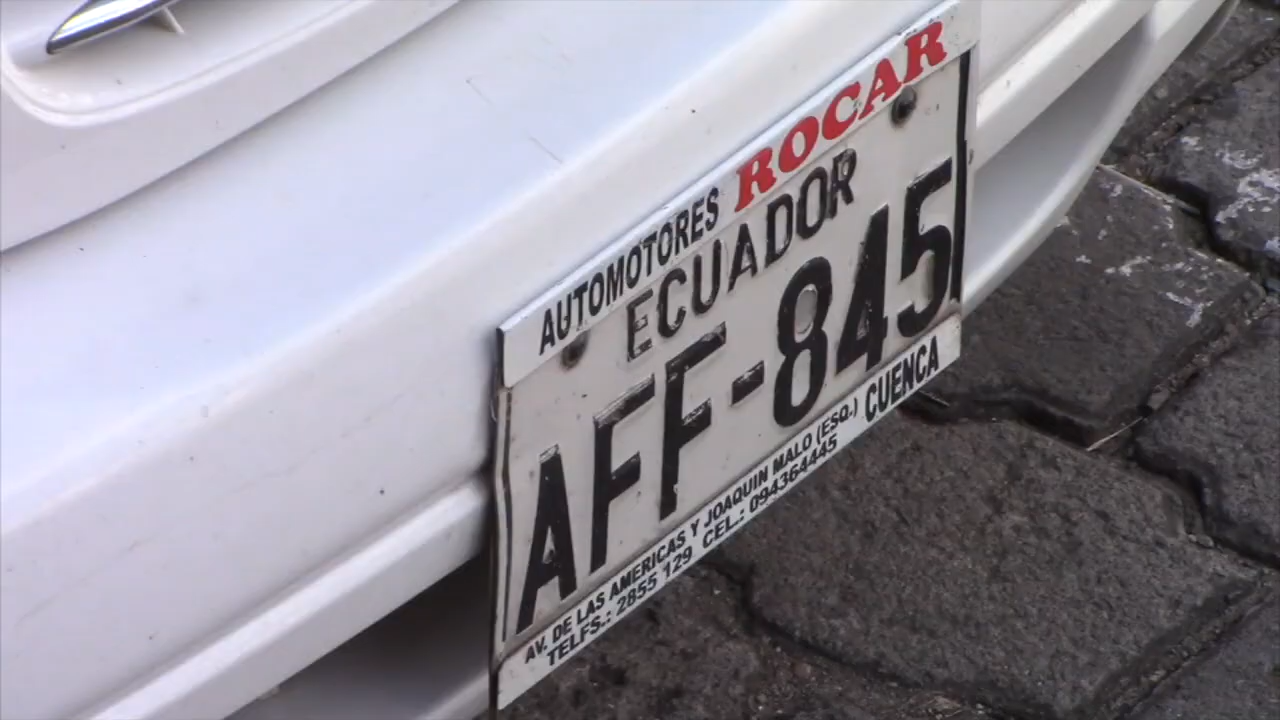 AUTOMOTORES ROCAR
ECUADOR
AFF-845
AV. DE LAS AMERICAS Y JOAQUIN MALO (ESQ.) CUENCA
TELFS.: 2855 129 CEL.: 094364445